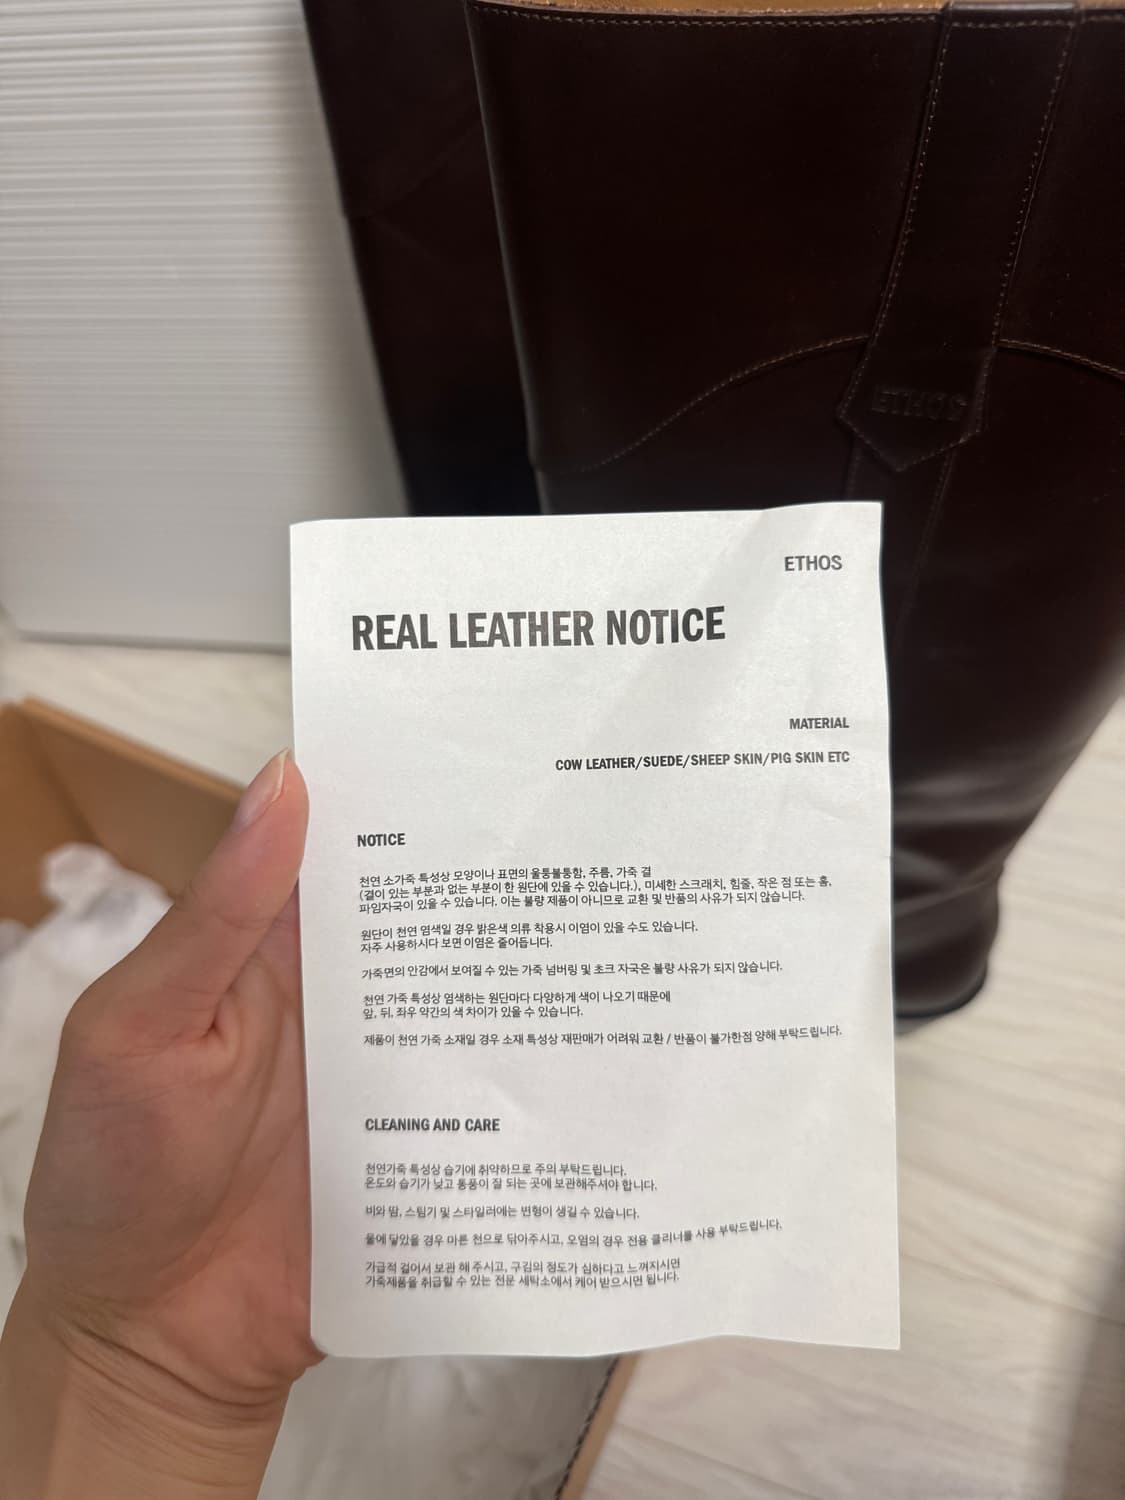 ETHOS
ETHOS
REAL LEATHER NOTICE
MATERIAL
COW LEATHER/SUEDE/SHEEP SKIN/PIG SKIN ETC
NOTICE
천연 소가죽 특성상 모양이나 표면의 울퉁불퉁함, 주름, 가죽 결
(결이 있는 부분과 없는 부분이 한 원단에 있을 수 있습니다.), 미세한 스크래치, 힘줄, 작은 점 또는 홈,
파임자국이 있을 수 있습니다. 이는 불량 제품이 아니므로 교환 및 반품의 사유가 되지 않습니다.
원단이 천연 염색일 경우 밝은색 의류 착용시 이염이 있을 수도 있습니다.
자주 사용하시다 보면 이염은 줄어듭니다.
가죽면의 안감에서 보여질 수 있는 가죽 넘버링 및 초크 자국은 불량 사유가 되지 않습니다.
천연 가죽 특성상 염색하는 원단마다 다양하게 색이 나오기 때문에
앞, 뒤, 좌우 약간의 색 차이가 있을 수 있습니다.
제품이 천연 가죽 소재일 경우 소재 특성상 재판매가 어려워 교환 / 반품이 불가한점 양해 부탁드립니다.
CLEANING AND CARE
천연가죽 특성상 습기에 취약하므로 주의 부탁드립니다.
온도와 습기가 낮고 통풍이 잘 되는 곳에 보관해주셔야 합니다.
비와 땀, 스팀기 및 스타일러에는 변형이 생길 수 있습니다.
물에 닿았을 경우 마른 천으로 닦아주시고, 오염의 경우 전용 클리너를 사용 부탁드립니다.
가급적 걸어서 보관 해 주시고, 구김의 정도가 심하다고 느껴지시면
가죽제품을 취급할 수 있는 전문 세탁소에서 케어 받으시면 됩니다.